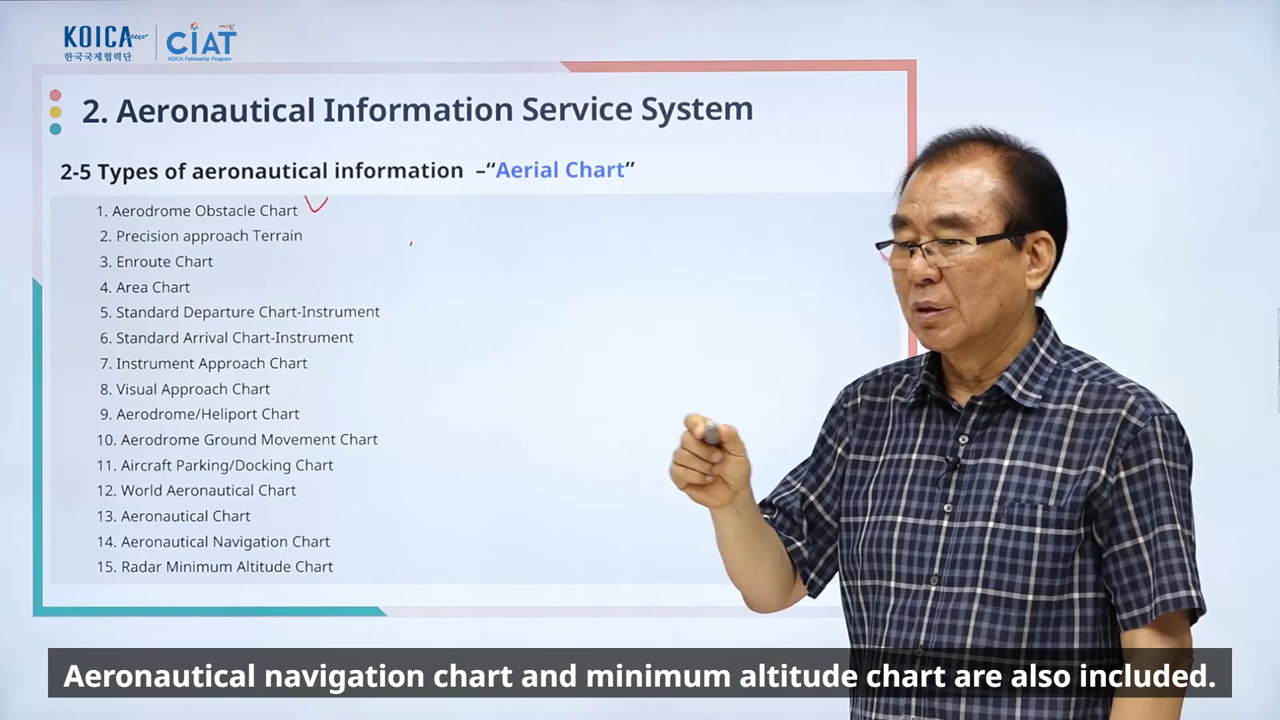 KOICA
한국국제협력단
CIAT
KOICA Fellowship Program
2. Aeronautical Information Service System
2-5 Types of aeronautical information –“Aerial Chart”
1. Aerodrome Obstacle Chart
2. Precision approach Terrain
3. Enroute Chart
4. Area Chart
5. Standard Departure Chart-Instrument
6. Standard Arrival Chart-Instrument
7. Instrument Approach Chart
8. Visual Approach Chart
9. Aerodrome/Heliport Chart
10. Aerodrome Ground Movement Chart
11. Aircraft Parking/Docking Chart
12. World Aeronautical Chart
13. Aeronautical Chart
14. Aeronautical Navigation Chart
15. Radar Minimum Altitude Chart
Aeronautical navigation chart and minimum altitude chart are also included.